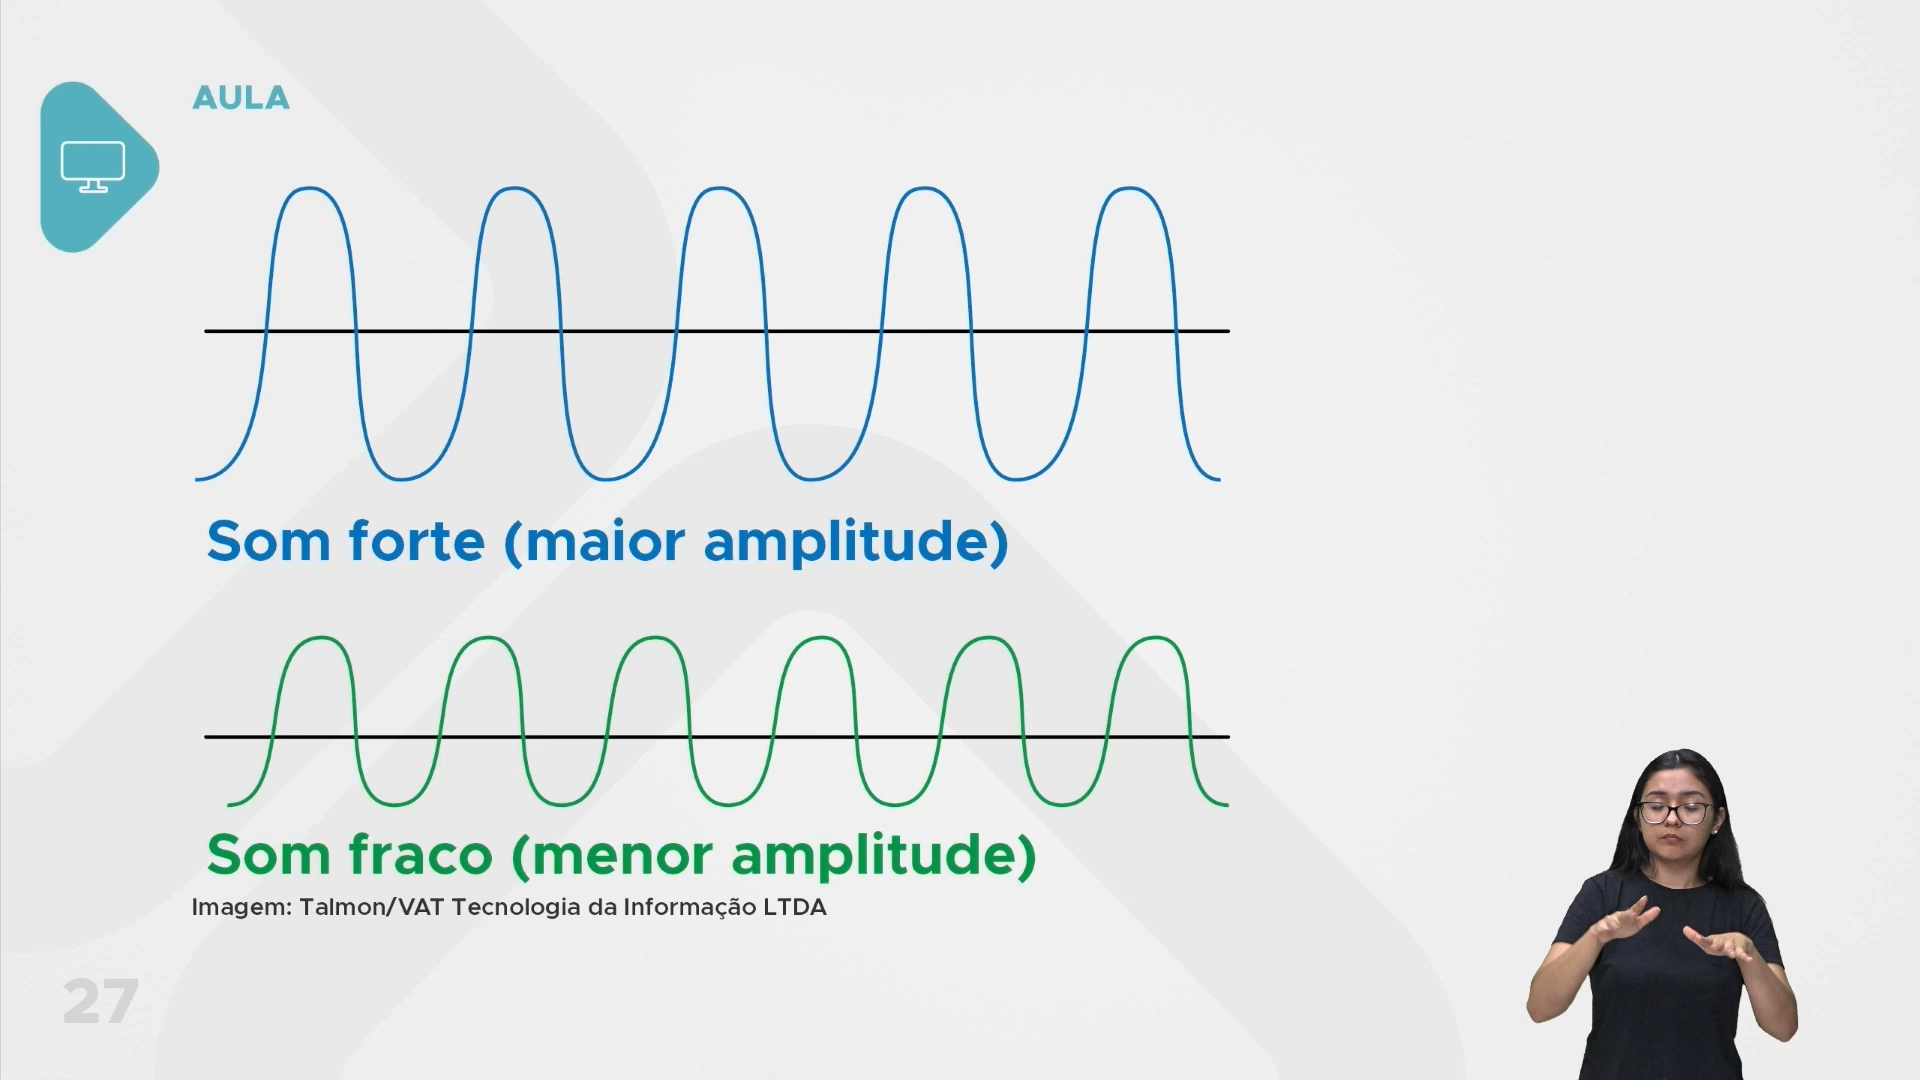 AULA
Som forte (maior amplitude)
Som fraco (menor amplitude)
Imagem: Talmon/VAT Tecnologia da Informação LTDA
27